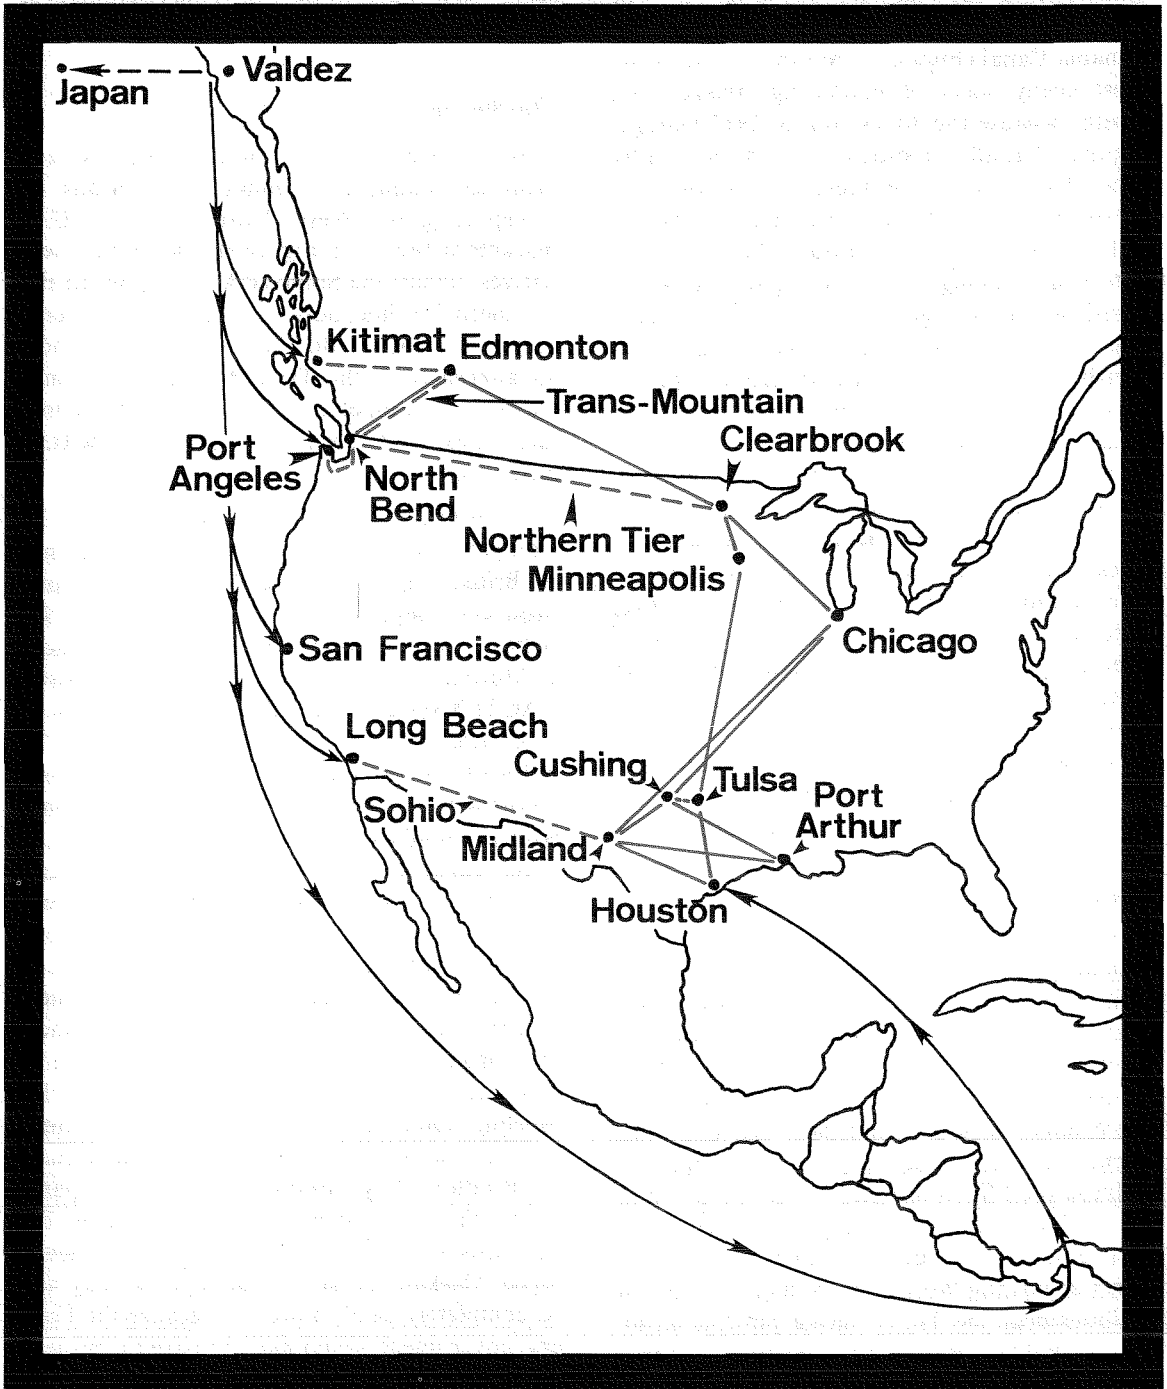 Valdez
Japan
Kitimat
Edmonton
Trans-Mountain
Clearbrook
Port
Angeles
North
Bend
Northern Tier
Minneapolis
Chicago
San Francisco
Long Beach
Cushing
Tulsa
Port
Arthur
Sohio
Midland
Houston